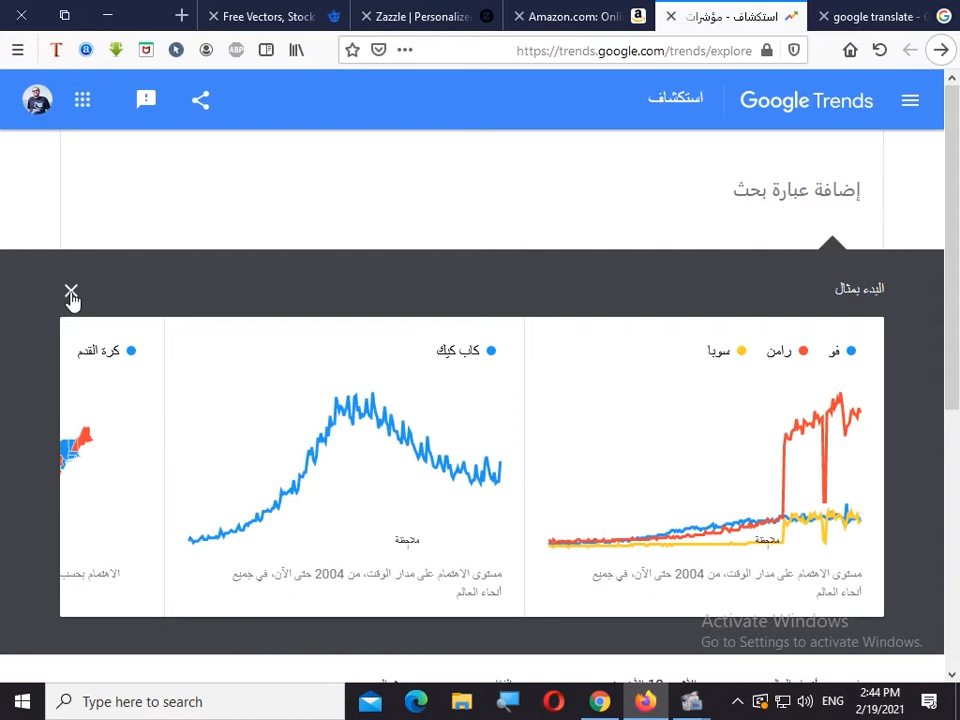 Free Vectors, Stock
Zazzle | Personalize
Amazon.com: Onli
استكشاف - مؤشرات
google translate - G
https://trends.google.com/trends/explore
استكشاف
Google Trends
إضافة عبارة بحث
البدء بمثال
فو
رامن
سوبا
كاب كيك
كرة القدم
ملاحظة
ملاحظة
مستوى الاهتمام على مدار الوقت، من 2004 حتى الآن، في جميع
أنحاء العالم
مستوى الاهتمام على مدار الوقت، من 2004 حتى الآن، في جميع
أنحاء العالم
الاهتمام بحسب
Activate Windows
Go to Settings to activate Windows.
Type here to search
ENG
2:44 PM
2/19/2021